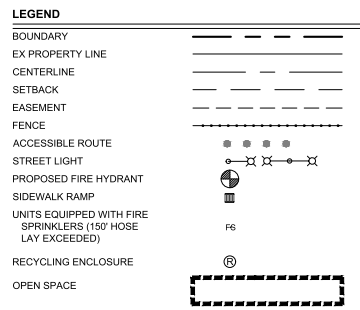 LEGEND
BOUNDARY
EX PROPERTY LINE
CENTERLINE
SETBACK
EASEMENT
FENCE
ACCESSIBLE ROUTE
STREET LIGHT
PROPOSED FIRE HYDRANT
SIDEWALK RAMP
UNITS EQUIPPED WITH FIRE
SPRINKLERS (150' HOSE
LAY EXCEEDED)
FS
RECYCLING ENCLOSURE
R
OPEN SPACE